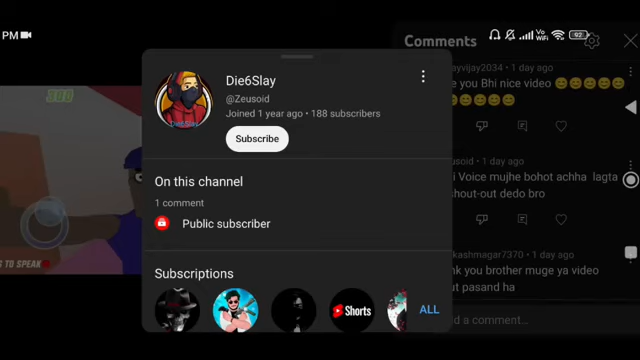 PM
Vo
WiFi
92
Comments
300
Die6Slay
@Zeusoid
Joined 1 year ago • 188 subscribers
Subscribe
On this channel
1 comment
Public subscriber
Subscriptions
Shorts
ALL
S TO SPEAK
ayvijay2034 • 1 day ago
e you Bhi nice video 😊😊😊😊😊
😊😊😊😊😊
usoid • 1 day ago
i Voice mujhe bohot achha lagta
shout-out dedo bro
kashmagar7370 • 1 day ago
nk you brother muge ya video
ut pasand ha
d a comment...